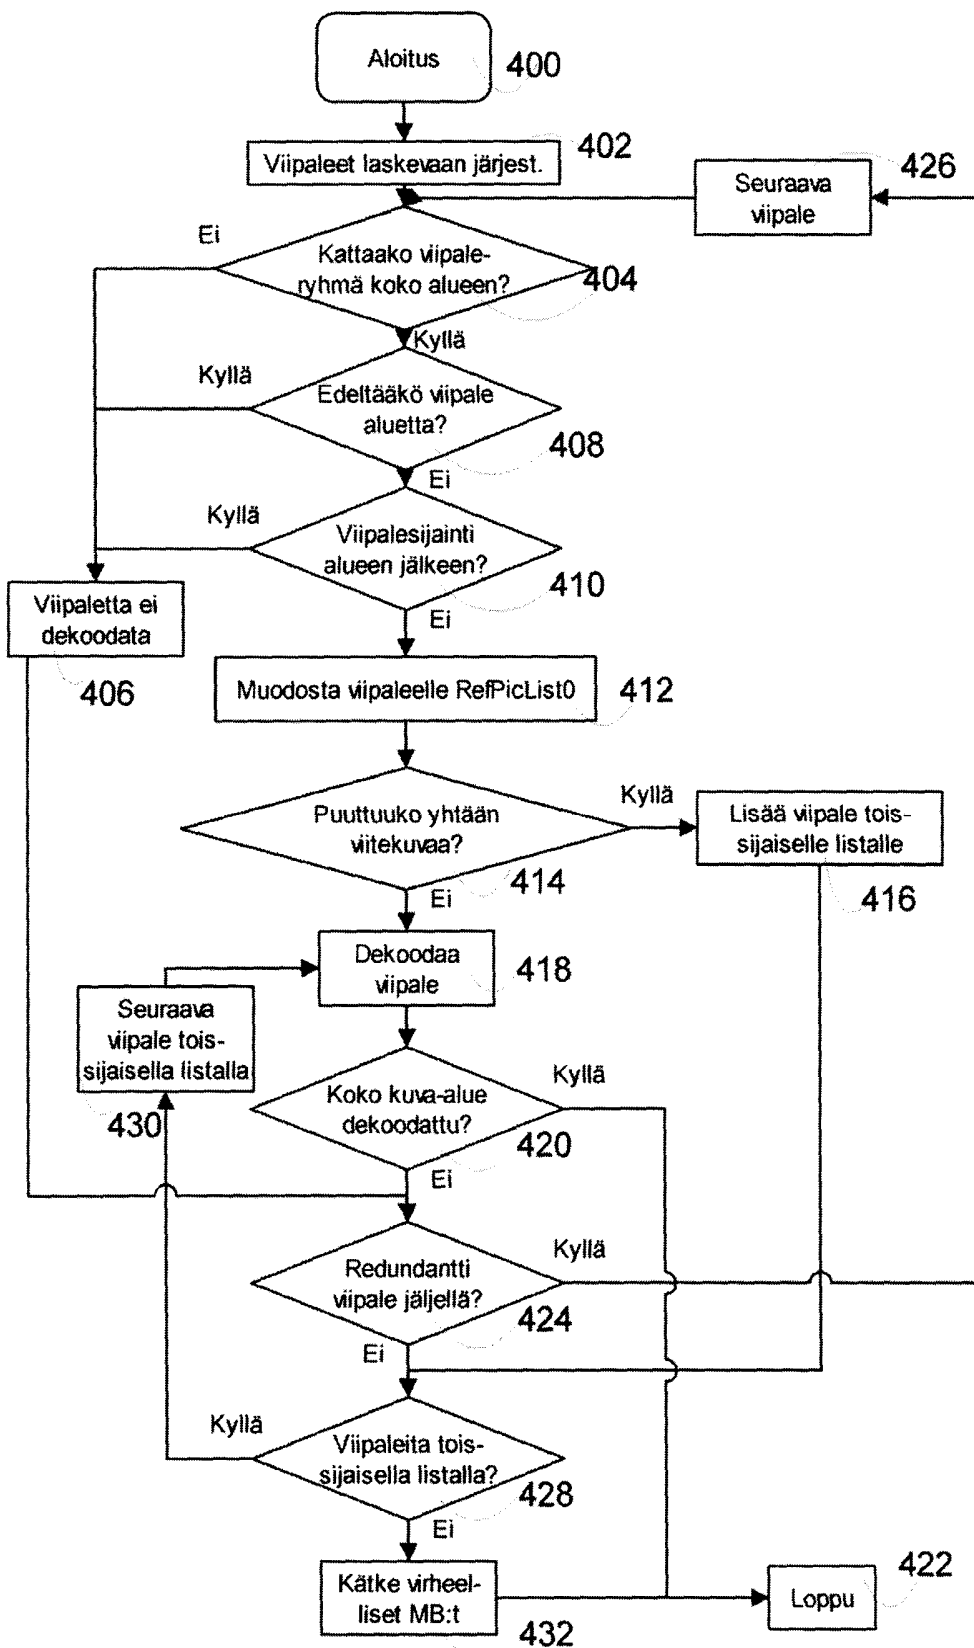 Aloitus
400
402
Viipaleet laskevaan järjest.
426
Seuraava
viipale
Ei
Kattaako viipale-
ryhmä koko alueen?
404
Kyllä
Kyllä
Edeltääkö viipale
aluetta?
408
Ei
Kyllä
Viipalesijainti
alueen jälkeen?
410
Ei
Viipaletta ei
dekoodata
406
Muodosta viipaleelle RefPicList0
412
Puuttuuko yhtään
viitekuvaa?
Kyllä
Lisää viipale tois-
sijaiselle listalle
414
416
Ei
Dekoodaa
viipale
418
Seuraava
viipale tois-
sijaisella listalla
430
Koko kuva-alue
dekoodattu?
Kyllä
420
Ei
Redundantti
viipale jäljellä?
Kyllä
424
Ei
Kyllä
Viipaleita tois-
sijaisella listalla?
428
Ei
Kätke virheel-
liset MB:t
432
Loppu
422